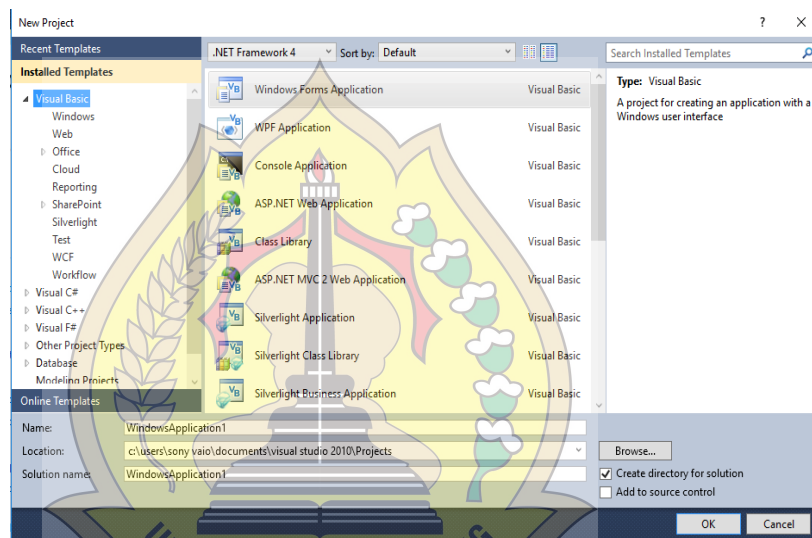 New Project
Recent Templates
.NET Framework 4 Sort by: Default Search Installed Templates
Installed Templates
Visual Basic
Windows
Web
Office
Cloud
Reporting
SharePoint
Silverlight
Test
WCF
Workflow
Visual C#
Visual C++
Visual F#
Other Project Types
Database
Modeling Projects
Online Templates
Windows Forms Application Visual Basic
WPF Application Visual Basic
Console Application Visual Basic
ASP.NET Web Application Visual Basic
Class Library Visual Basic
ASP.NET MVC 2 Web Application Visual Basic
Silverlight Application Visual Basic
Silverlight Class Library Visual Basic
Silverlight Business Application Visual Basic
Type: Visual Basic
A project for creating an application with a
Windows user interface
Name: WindowsApplication1
Location: c:\users\sony vaio\documents\visual studio 2010\Projects Browse...
Solution name: WindowsApplication1
Create directory for solution
Add to source control
OK Cancel